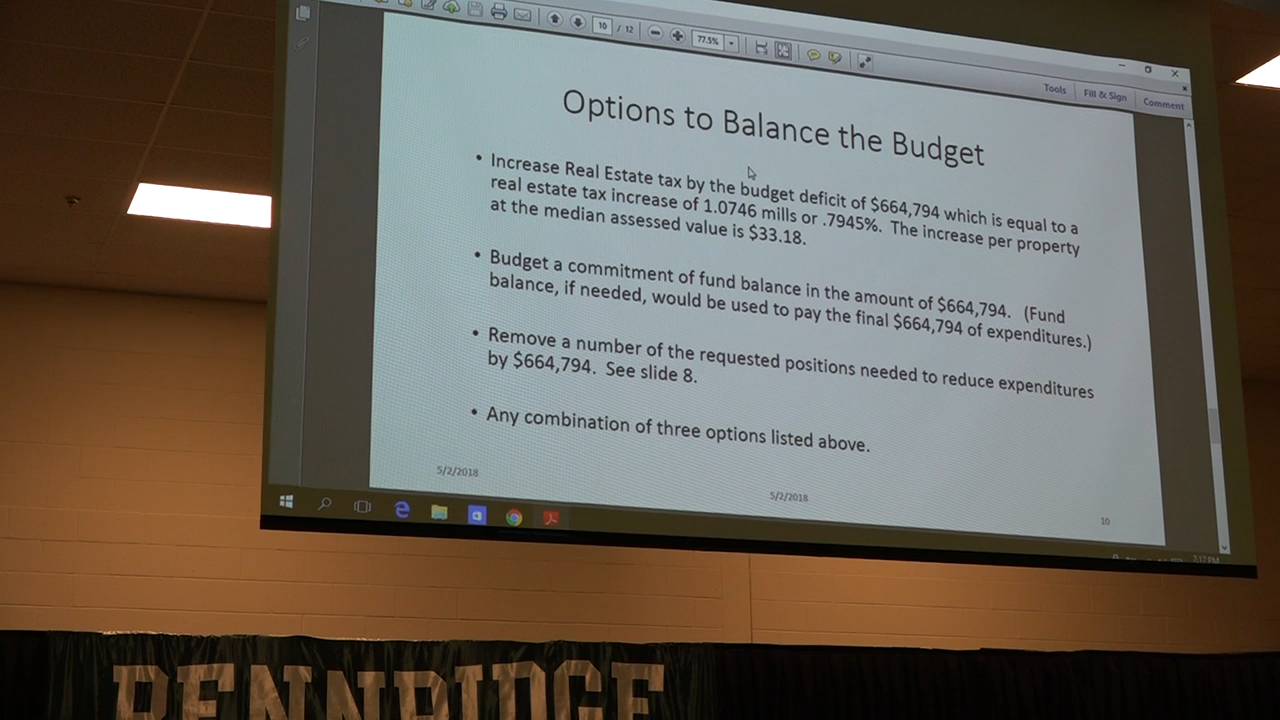 10 / 12
77.5%
Tools Fill & Sign Comment
Options to Balance the Budget
• Increase Real Estate tax by the budget deficit of $664,794 which is equal to a
real estate tax increase of 1.0746 mills or .7945%. The increase per property
at the median assessed value is $33.18.
• Budget a commitment of fund balance in the amount of $664,794. (Fund
balance, if needed, would be used to pay the final $664,794 of expenditures.)
• Remove a number of the requested positions needed to reduce expenditures
by $664,794. See slide 8.
• Any combination of three options listed above.
5/2/2018
5/2/2018
10
PENNRIDGE